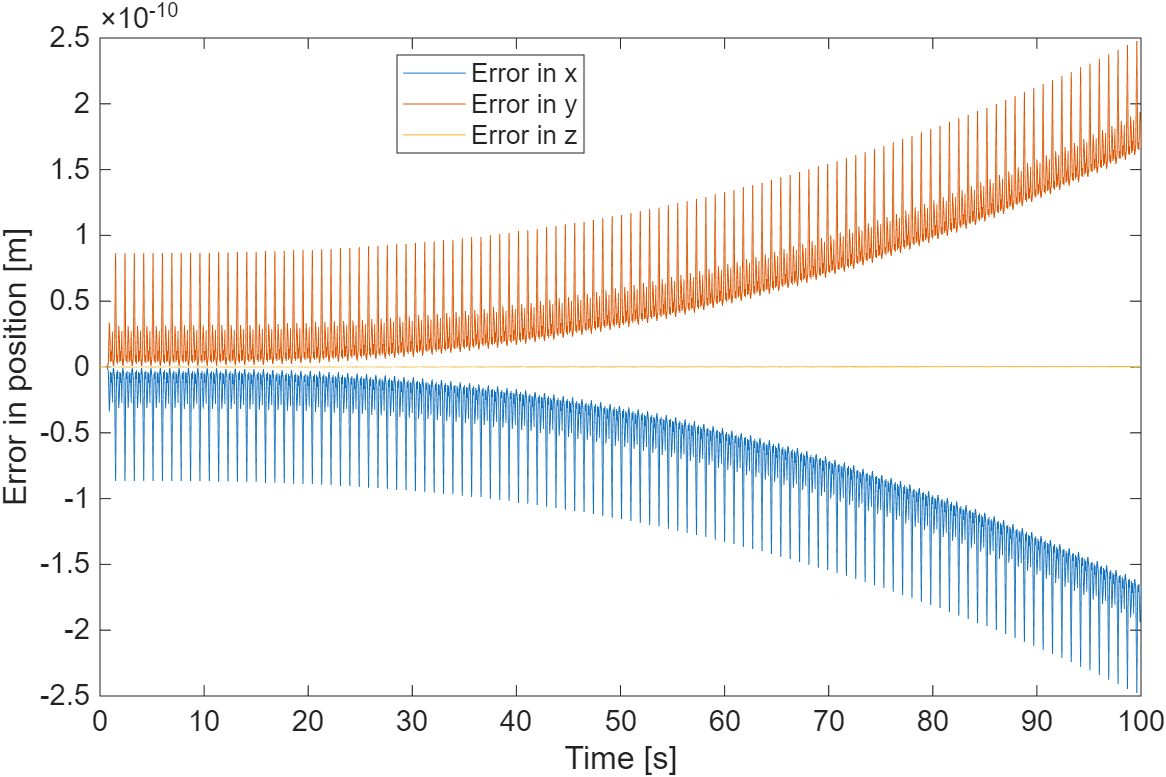 ×10⁻¹⁰
2.5
2
1.5
1
0.5
0
-0.5
-1
-1.5
-2
-2.5
Error in position [m]
Error in x
Error in y
Error in z
0 10 20 30 40 50 60 70 80 90 100
Time [s]